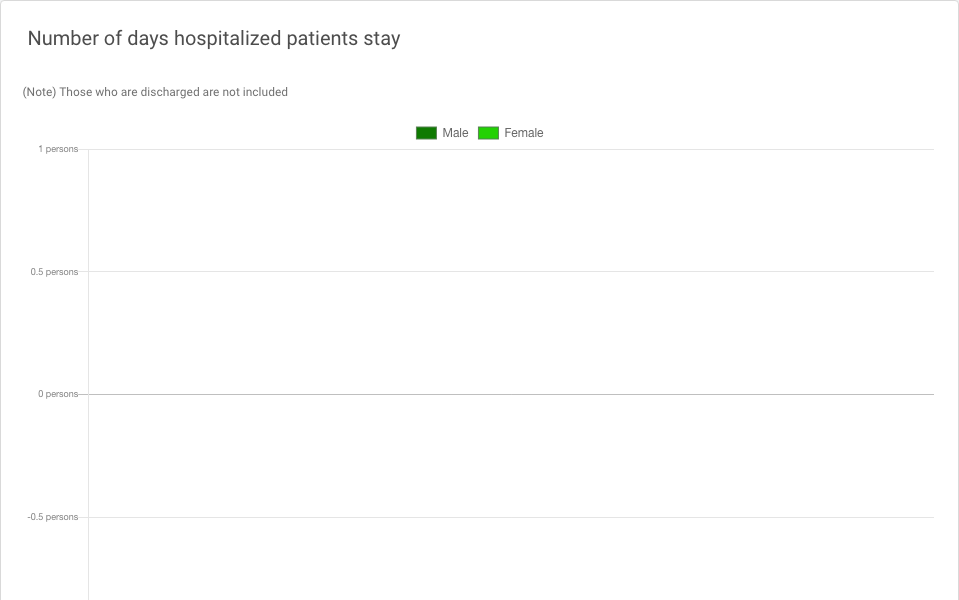 Number of days hospitalized patients stay
(Note) Those who are discharged are not included
Male Female
1 persons
0.5 persons
0 persons
-0.5 persons